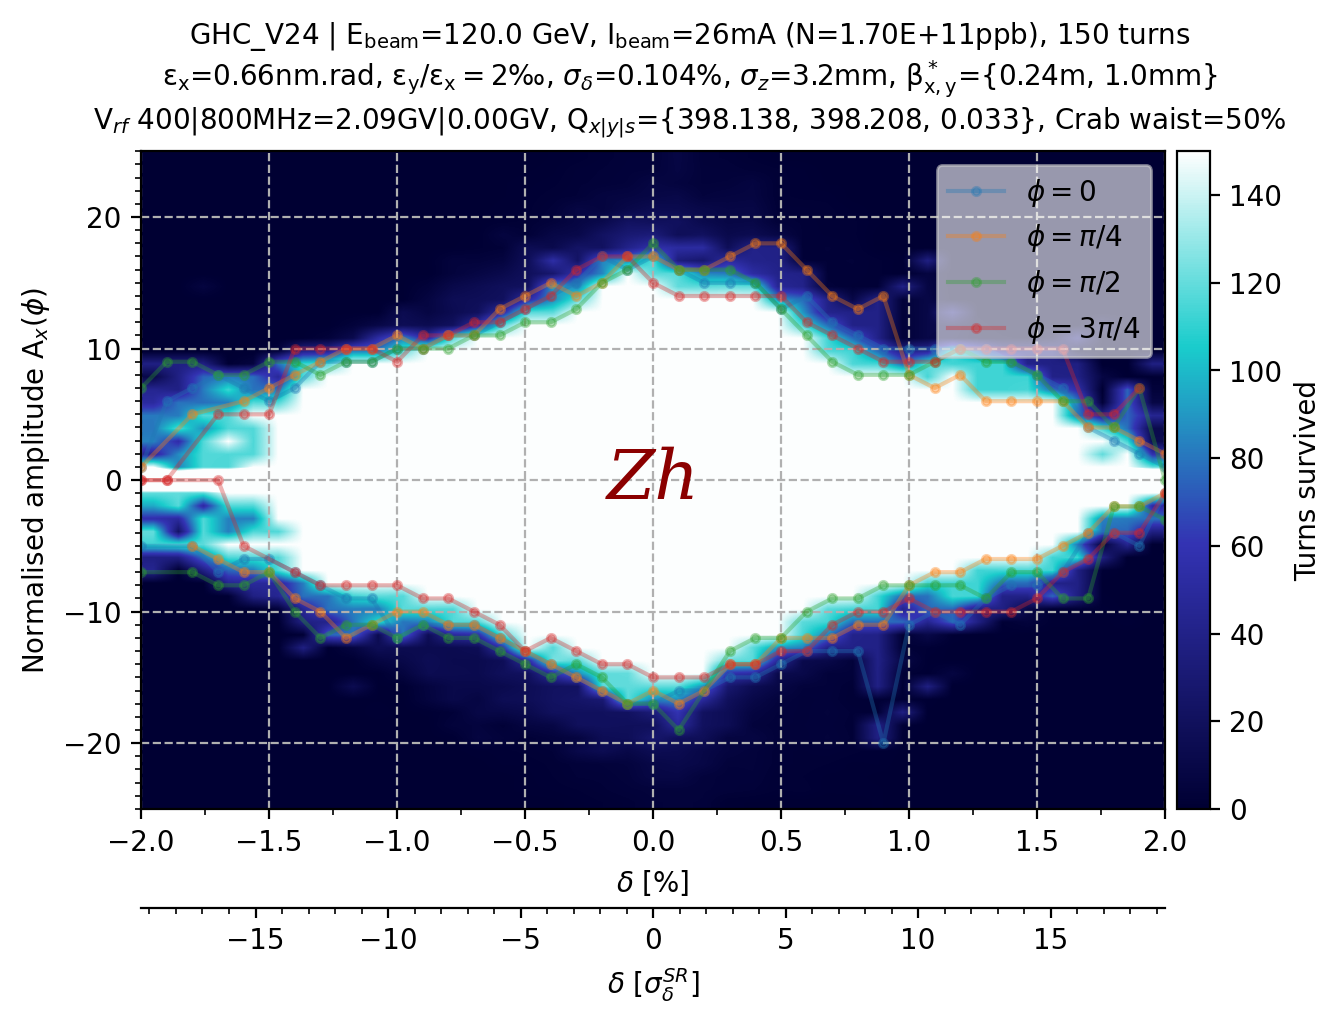 GHC_V24 | E_beam=120.0 GeV, I_beam=26mA (N=1.70E+11ppb), 150 turns
ε_x=0.66nm.rad, ε_y/ε_x = 2‰, σ_δ=0.104%, σ_z=3.2mm, β*_x,y={0.24m, 1.0mm}
V_rf 400|800MHz=2.09GV|0.00GV, Q_x|y|s={398.138, 398.208, 0.033}, Crab waist=50%
ϕ = 0
ϕ = π/4
ϕ = π/2
ϕ = 3π/4
Zh
Normalised amplitude A_x(ϕ)
20
10
0
−10
−20
−2.0 −1.5 −1.0 −0.5 0.0 0.5 1.0 1.5 2.0
δ [%]
−15 −10 −5 0 5 10 15
δ [σ_δ^SR]
140
120
100
80
60
40
20
0
Turns survived